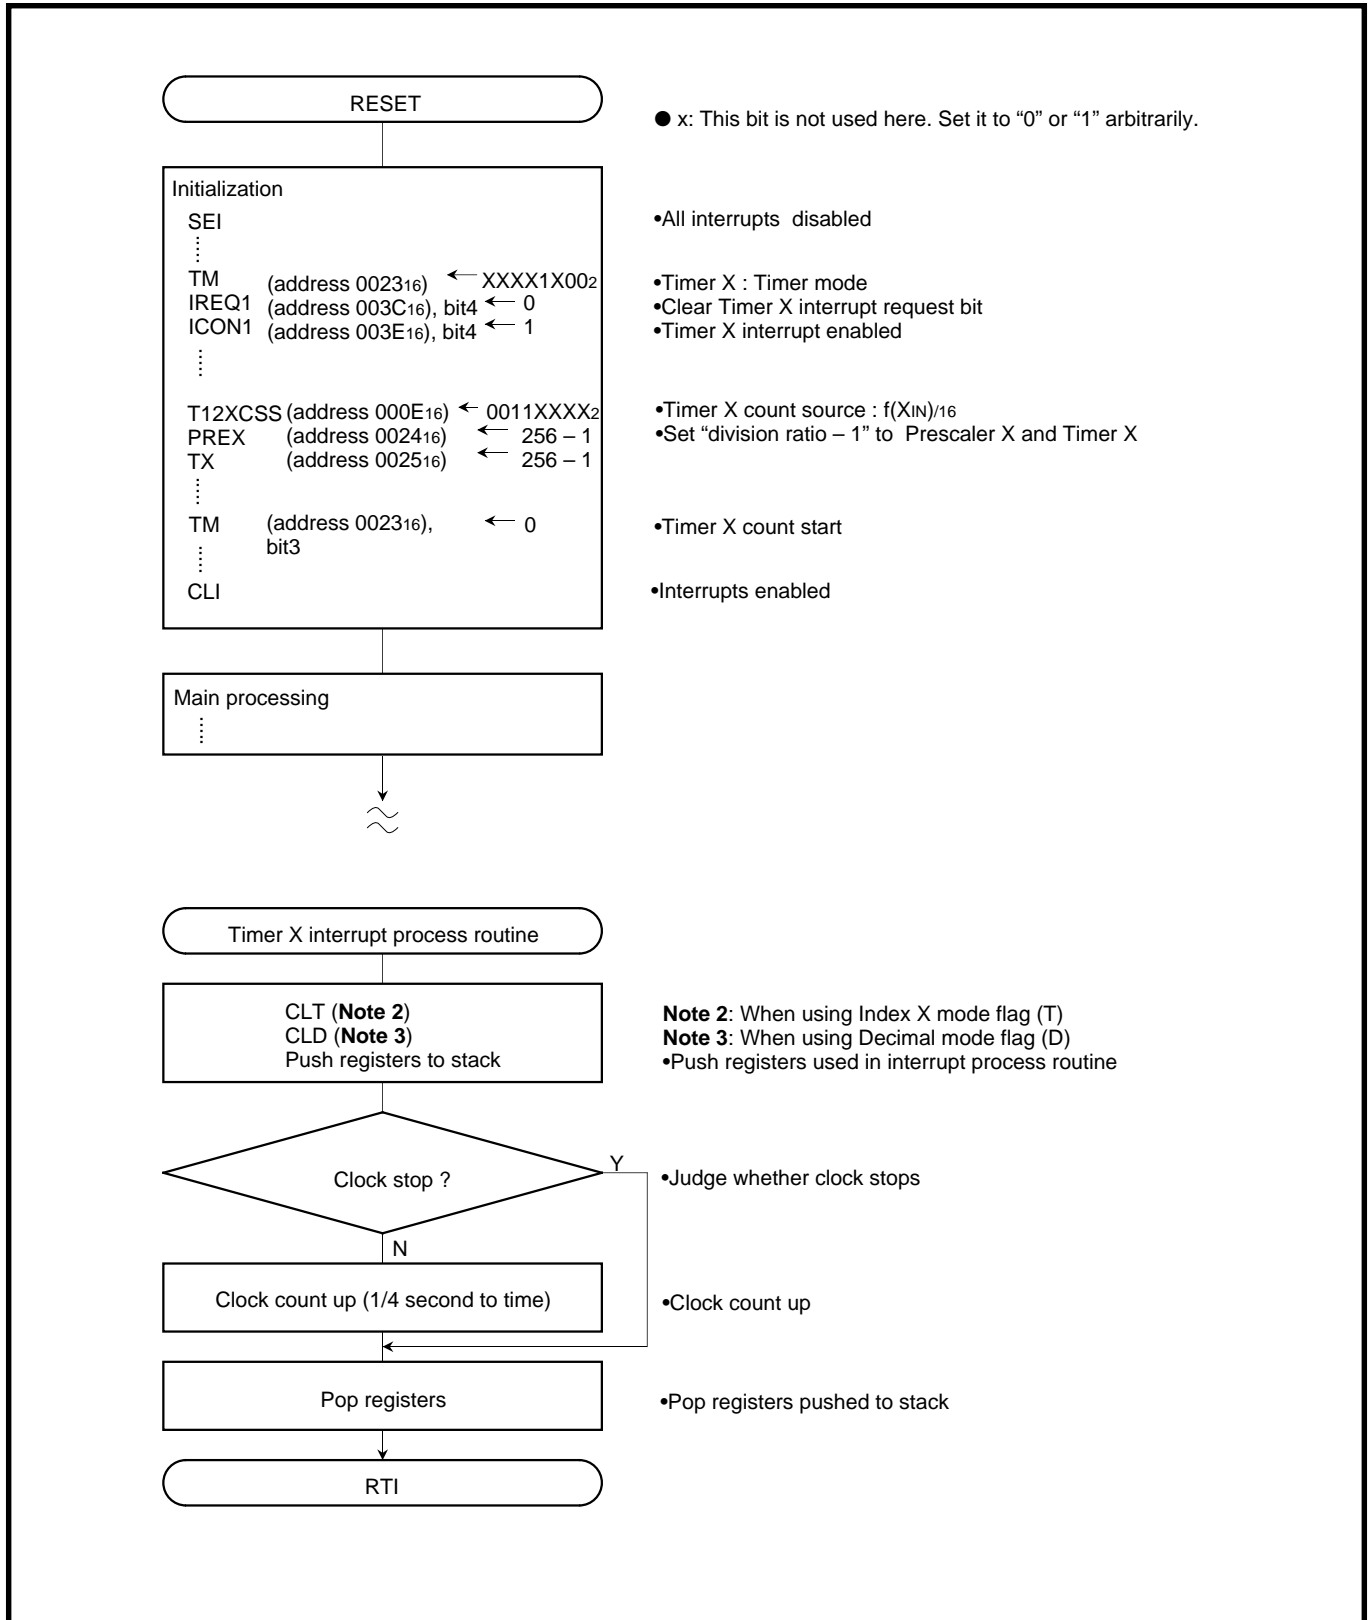 RESET
● x: This bit is not used here. Set it to “0” or “1” arbitrarily.
Initialization
SEI
•All interrupts disabled
TM (address 002316) ← XXXX1X002
•Timer X : Timer mode
IREQ1 (address 003C16), bit4 ← 0
•Clear Timer X interrupt request bit
ICON1 (address 003E16), bit4 ← 1
•Timer X interrupt enabled
T12XCSS (address 000E16) ← 0011XXXX2
•Timer X count source : f(XIN)/16
PREX (address 002416) ← 256 – 1
•Set “division ratio – 1” to Prescaler X and Timer X
TX (address 002516) ← 256 – 1
TM (address 002316), ← 0
bit3
•Timer X count start
CLI
•Interrupts enabled
Main processing
Timer X interrupt process routine
CLT (Note 2)
Note 2: When using Index X mode flag (T)
CLD (Note 3)
Note 3: When using Decimal mode flag (D)
Push registers to stack
•Push registers used in interrupt process routine
Clock stop ?
Y
•Judge whether clock stops
N
Clock count up (1/4 second to time)
•Clock count up
Pop registers
•Pop registers pushed to stack
RTI